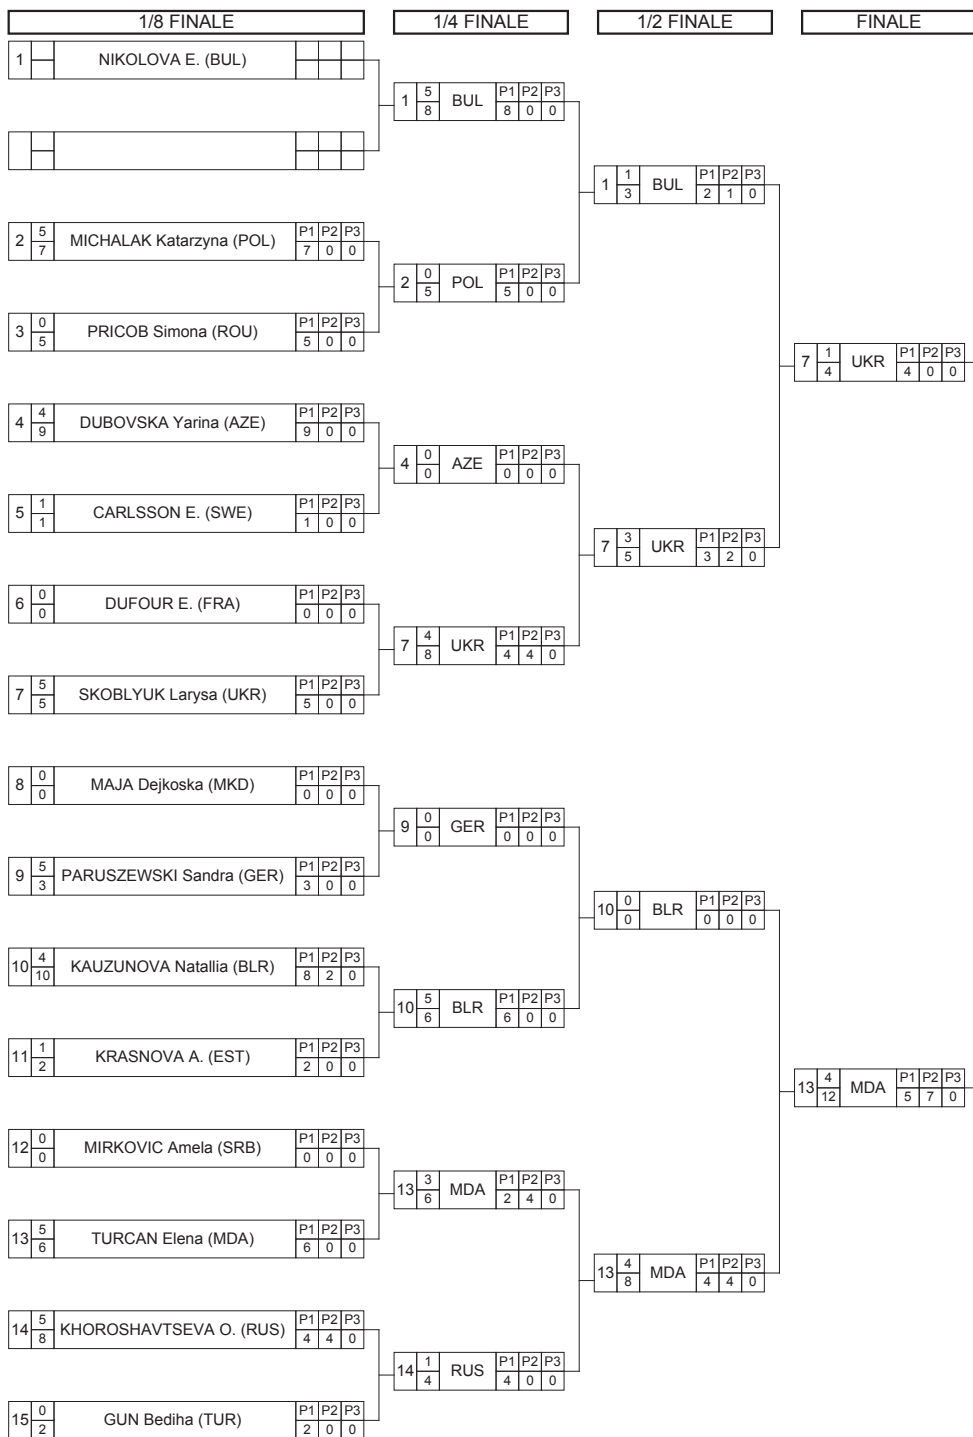 1/8 FINALE 1/4 FINALE 1/2 FINALE FINALE
1 NIKOLOVA E. (BUL)
1 5 8 BUL P1 P2 P3 8 0 0
1 1 3 BUL P1 P2 P3 2 1 0
2 5 7 MICHALAK Katarzyna (POL) P1 P2 P3 7 0 0
2 0 5 POL P1 P2 P3 5 0 0
3 0 5 PRICOB Simona (ROU) P1 P2 P3 5 0 0
7 1 4 UKR P1 P2 P3 4 0 0
4 4 9 DUBOVSKA Yarina (AZE) P1 P2 P3 9 0 0
4 0 0 AZE P1 P2 P3 0 0 0
5 1 1 CARLSSON E. (SWE) P1 P2 P3 1 0 0
7 3 5 UKR P1 P2 P3 3 2 0
6 0 0 DUFOUR E. (FRA) P1 P2 P3 0 0 0
7 4 8 UKR P1 P2 P3 4 4 0
7 5 5 SKOBLYUK Larysa (UKR) P1 P2 P3 5 0 0
8 0 0 MAJA Dejkoska (MKD) P1 P2 P3 0 0 0
9 0 0 GER P1 P2 P3 0 0 0
9 5 3 PARUSZEWSKI Sandra (GER) P1 P2 P3 3 0 0
10 0 0 BLR P1 P2 P3 0 0 0
10 4 10 KAUZUNOVA Natallia (BLR) P1 P2 P3 8 2 0
10 5 6 BLR P1 P2 P3 6 0 0
11 1 2 KRASNOVA A. (EST) P1 P2 P3 2 0 0
13 4 12 MDA P1 P2 P3 5 7 0
12 0 0 MIRKOVIC Amela (SRB) P1 P2 P3 0 0 0
13 3 6 MDA P1 P2 P3 2 4 0
13 5 6 TURCAN Elena (MDA) P1 P2 P3 6 0 0
13 4 8 MDA P1 P2 P3 4 4 0
14 5 8 KHOROSHAVTSEVA O. (RUS) P1 P2 P3 4 4 0
14 1 4 RUS P1 P2 P3 4 0 0
15 0 2 GUN Bediha (TUR) P1 P2 P3 2 0 0